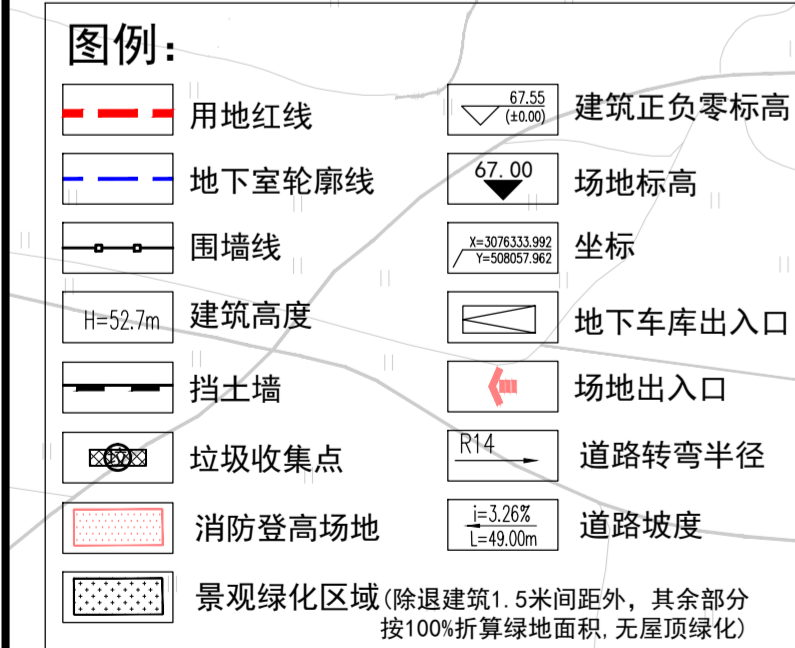 图例：
用地红线
地下室轮廓线
围墙线
H=52.7m 建筑高度
挡土墙
垃圾收集点
消防登高场地
67.55
(±0.00)
建筑正负零标高
67.00
场地标高
X=3076333.992
Y=508057.962
坐标
地下车库出入口
场地出入口
R14 道路转弯半径
i=3.26%
L=49.00m
道路坡度
景观绿化区域(除退建筑1.5米间距外，其余部分
按100%折算绿地面积,无屋顶绿化)